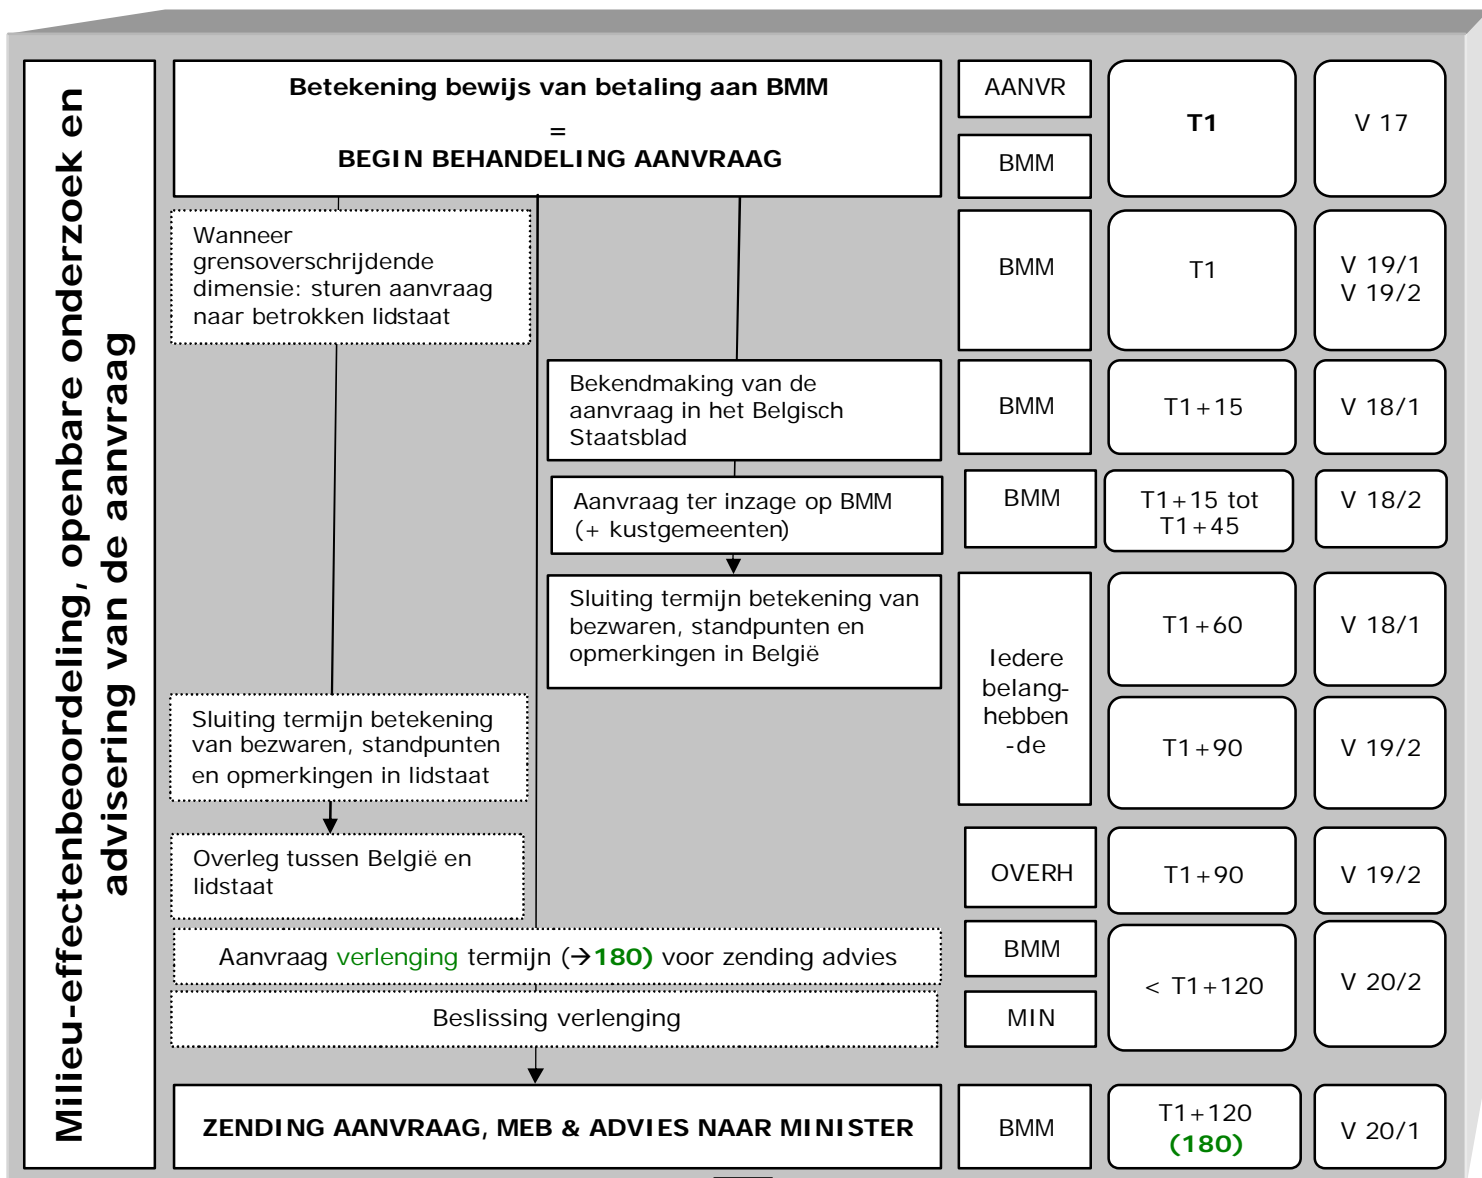 Milieu-effectenbeoordeling, openbare onderzoek en
advisering van de aanvraag
Betekening bewijs van betaling aan BMM
=
BEGIN BEHANDELING AANVRAAG
AANVR
BMM
T1
V 17
Wanneer
grensoverschrijdende
dimensie: sturen aanvraag
naar betrokken lidstaat
BMM
T1
V 19/1
V 19/2
Bekendmaking van de
aanvraag in het Belgisch
Staatsblad
BMM
T1+15
V 18/1
Aanvraag ter inzage op BMM
(+ kustgemeenten)
BMM
T1+15 tot
T1+45
V 18/2
Sluiting termijn betekening van
bezwaren, standpunten en
opmerkingen in België
Iedere
belang-
hebben
-de
T1+60
V 18/1
Sluiting termijn betekening
van bezwaren, standpunten
en opmerkingen in lidstaat
T1+90
V 19/2
Overleg tussen België en
lidstaat
OVERH
T1+90
V 19/2
Aanvraag verlenging termijn (→180) voor zending advies
BMM
< T1+120
V 20/2
Beslissing verlenging
MIN
ZENDING AANVRAAG, MEB & ADVIES NAAR MINISTER
BMM
T1+120
(180)
V 20/1